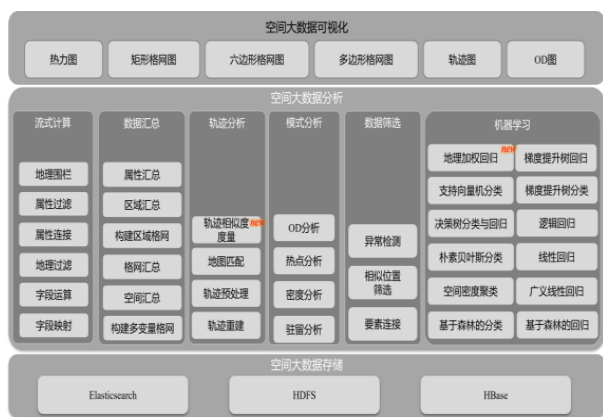 空间大数据可视化
热力图
矩形格网图
六边形格网图
多边形格网图
轨迹图
OD图
空间大数据分析
流式计算
地理围栏
属性过滤
属性连接
地理过滤
字段运算
字段映射
数据汇总
属性汇总
区域汇总
构建区域格网
格网汇总
空间汇总
构建多变量格网
轨迹分析
轨迹相似度 new
度量
地图匹配
轨迹预处理
轨迹重建
模式分析
OD分析
热点分析
密度分析
驻留分析
数据筛选
异常检测
相似位置
筛选
要素连接
机器学习
地理加权回归 new
梯度提升树回归
支持向量机分类
梯度提升树分类
决策树分类与回归
逻辑回归
朴素贝叶斯分类
线性回归
空间密度聚类
广义线性回归
基于森林的分类
基于森林的回归
空间大数据存储
Elasticsearch
HDFS
HBase